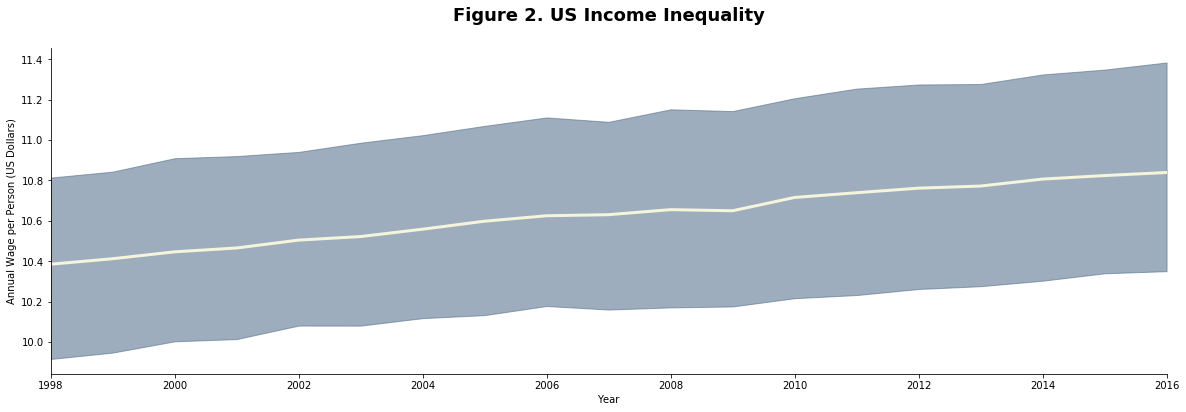 Figure 2. US Income Inequality
Annual Wage per Person (US Dollars)
11.4
11.2
11.0
10.8
10.6
10.4
10.2
10.0
1998 2000 2002 2004 2006 2008 2010 2012 2014 2016
Year